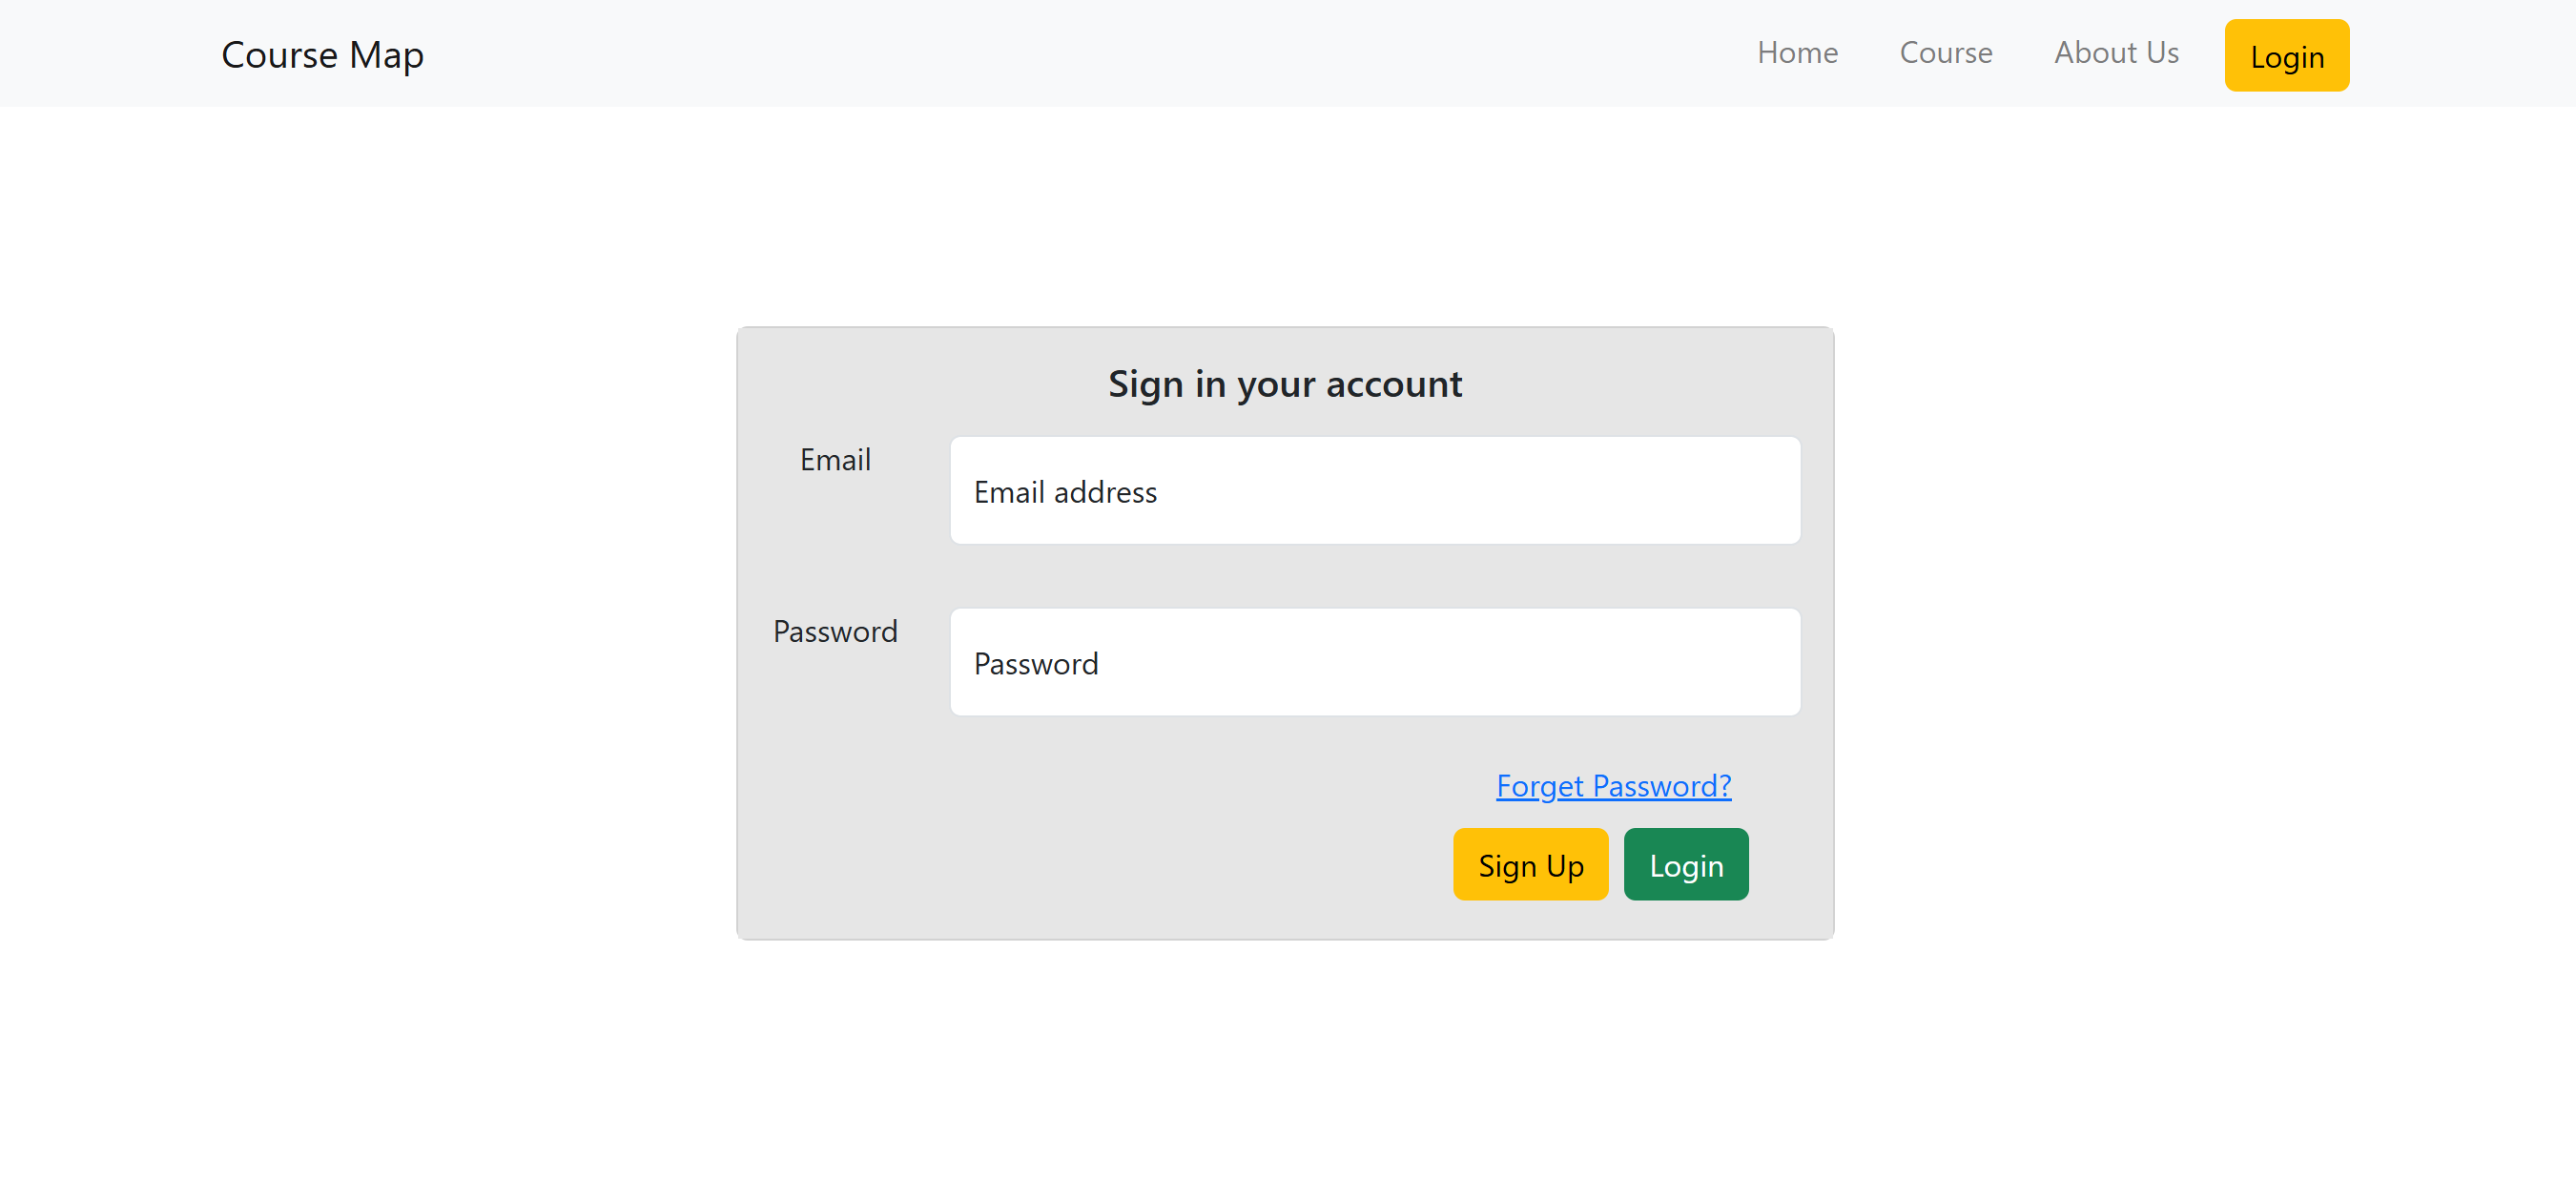 Course Map Home Course About Us Login
Sign in your account
Email Email address
Password Password
Forget Password?
Sign Up Login